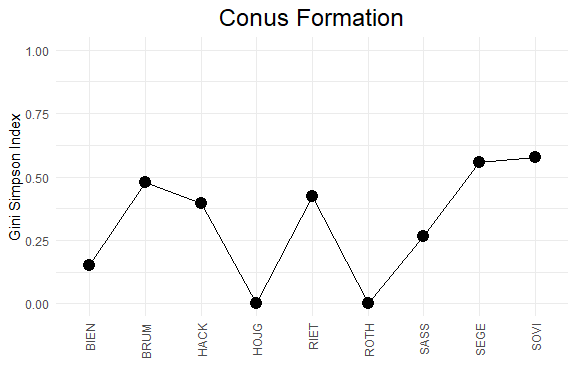 Conus Formation
Gini Simpson Index
1.00
0.75
0.50
0.25
0.00
BIEN
BRUM
HACK
HOJG
RIET
ROTH
SASS
SEGE
SOVI